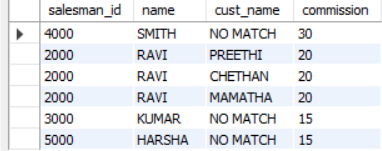 salesman_id name cust_name commission
4000 SMITH NO MATCH 30
2000 RAVI PREETHI 20
2000 RAVI CHETHAN 20
2000 RAVI MAMATHA 20
3000 KUMAR NO MATCH 15
5000 HARSHA NO MATCH 15